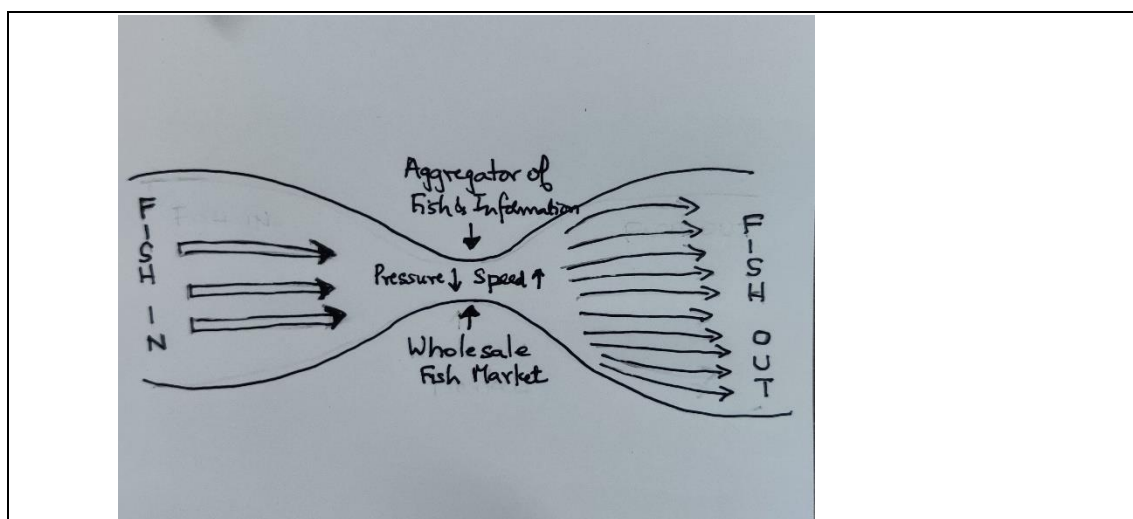 FISH IN
Aggregator of
Fish & Information
Pressure ↓ Speed ↑
Wholesale
Fish Market
FISH OUT